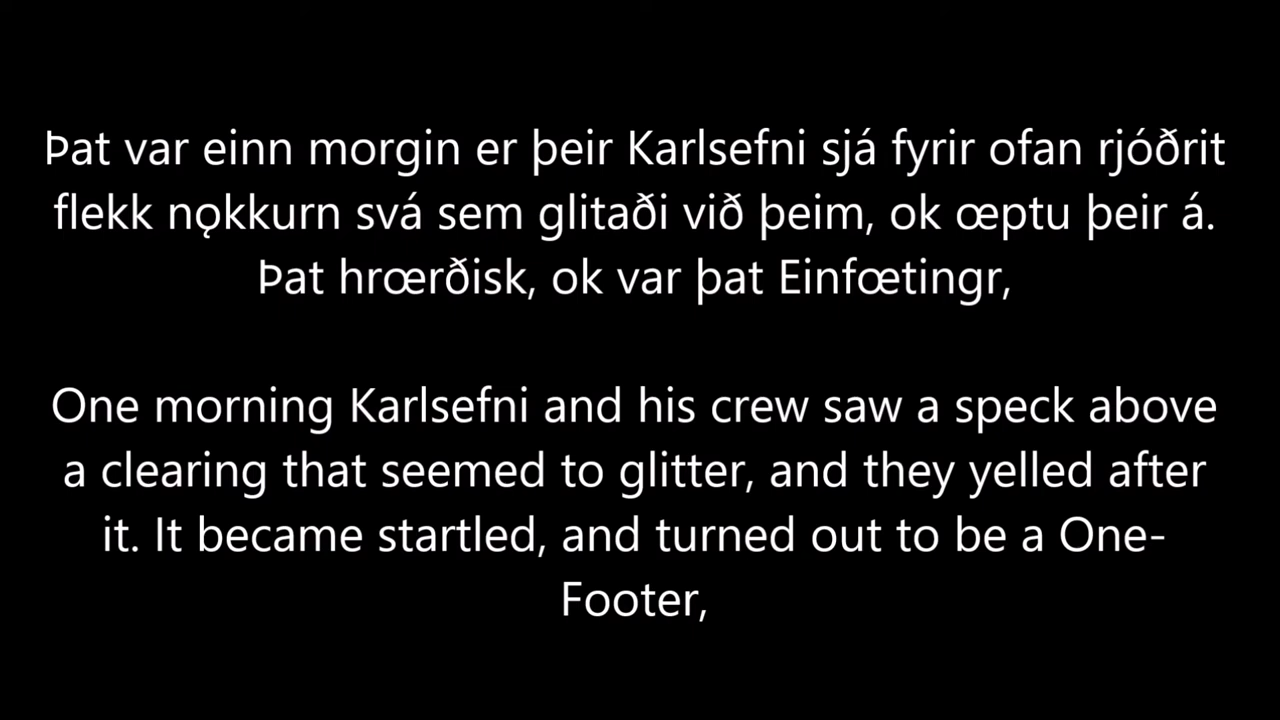 Þat var einn morgin er þeir Karlsefni sjá fyrir ofan rjóðrit
flekk nǫkkurn svá sem glitaði við þeim, ok œptu þeir á.
Þat hrœrðisk, ok var þat Einfœtingr,
One morning Karlsefni and his crew saw a speck above
a clearing that seemed to glitter, and they yelled after
it. It became startled, and turned out to be a One-
Footer,